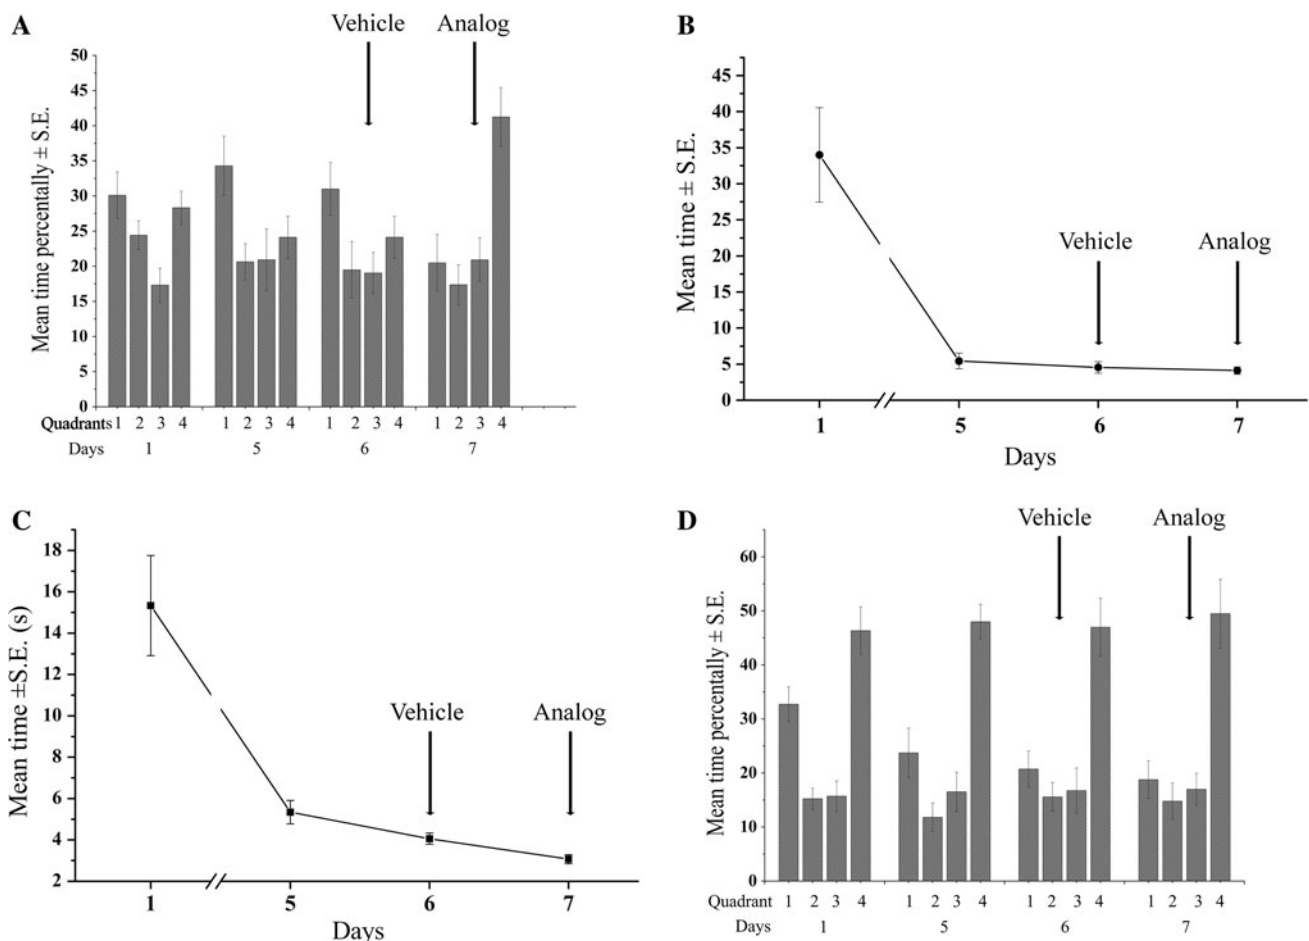 A
Vehicle Analog
Mean time percentally ± S.E.
50
45
40
35
30
25
20
15
10
5
0
Quadrants 1 2 3 4 1 2 3 4 1 2 3 4 1 2 3 4
Days 1 5 6 7
B
Mean time ± S.E.
45
40
35
30
25
20
15
10
5
0
Vehicle Analog
1 5 6 7
Days
C
Mean time ±S.E. (s)
18
16
14
12
10
8
6
4
2
Vehicle Analog
1 5 6 7
Days
D
Vehicle Analog
Mean time percentally ± S.E.
60
50
40
30
20
10
0
Quadrant 1 2 3 4 1 2 3 4 1 2 3 4 1 2 3 4
Days 1 5 6 7